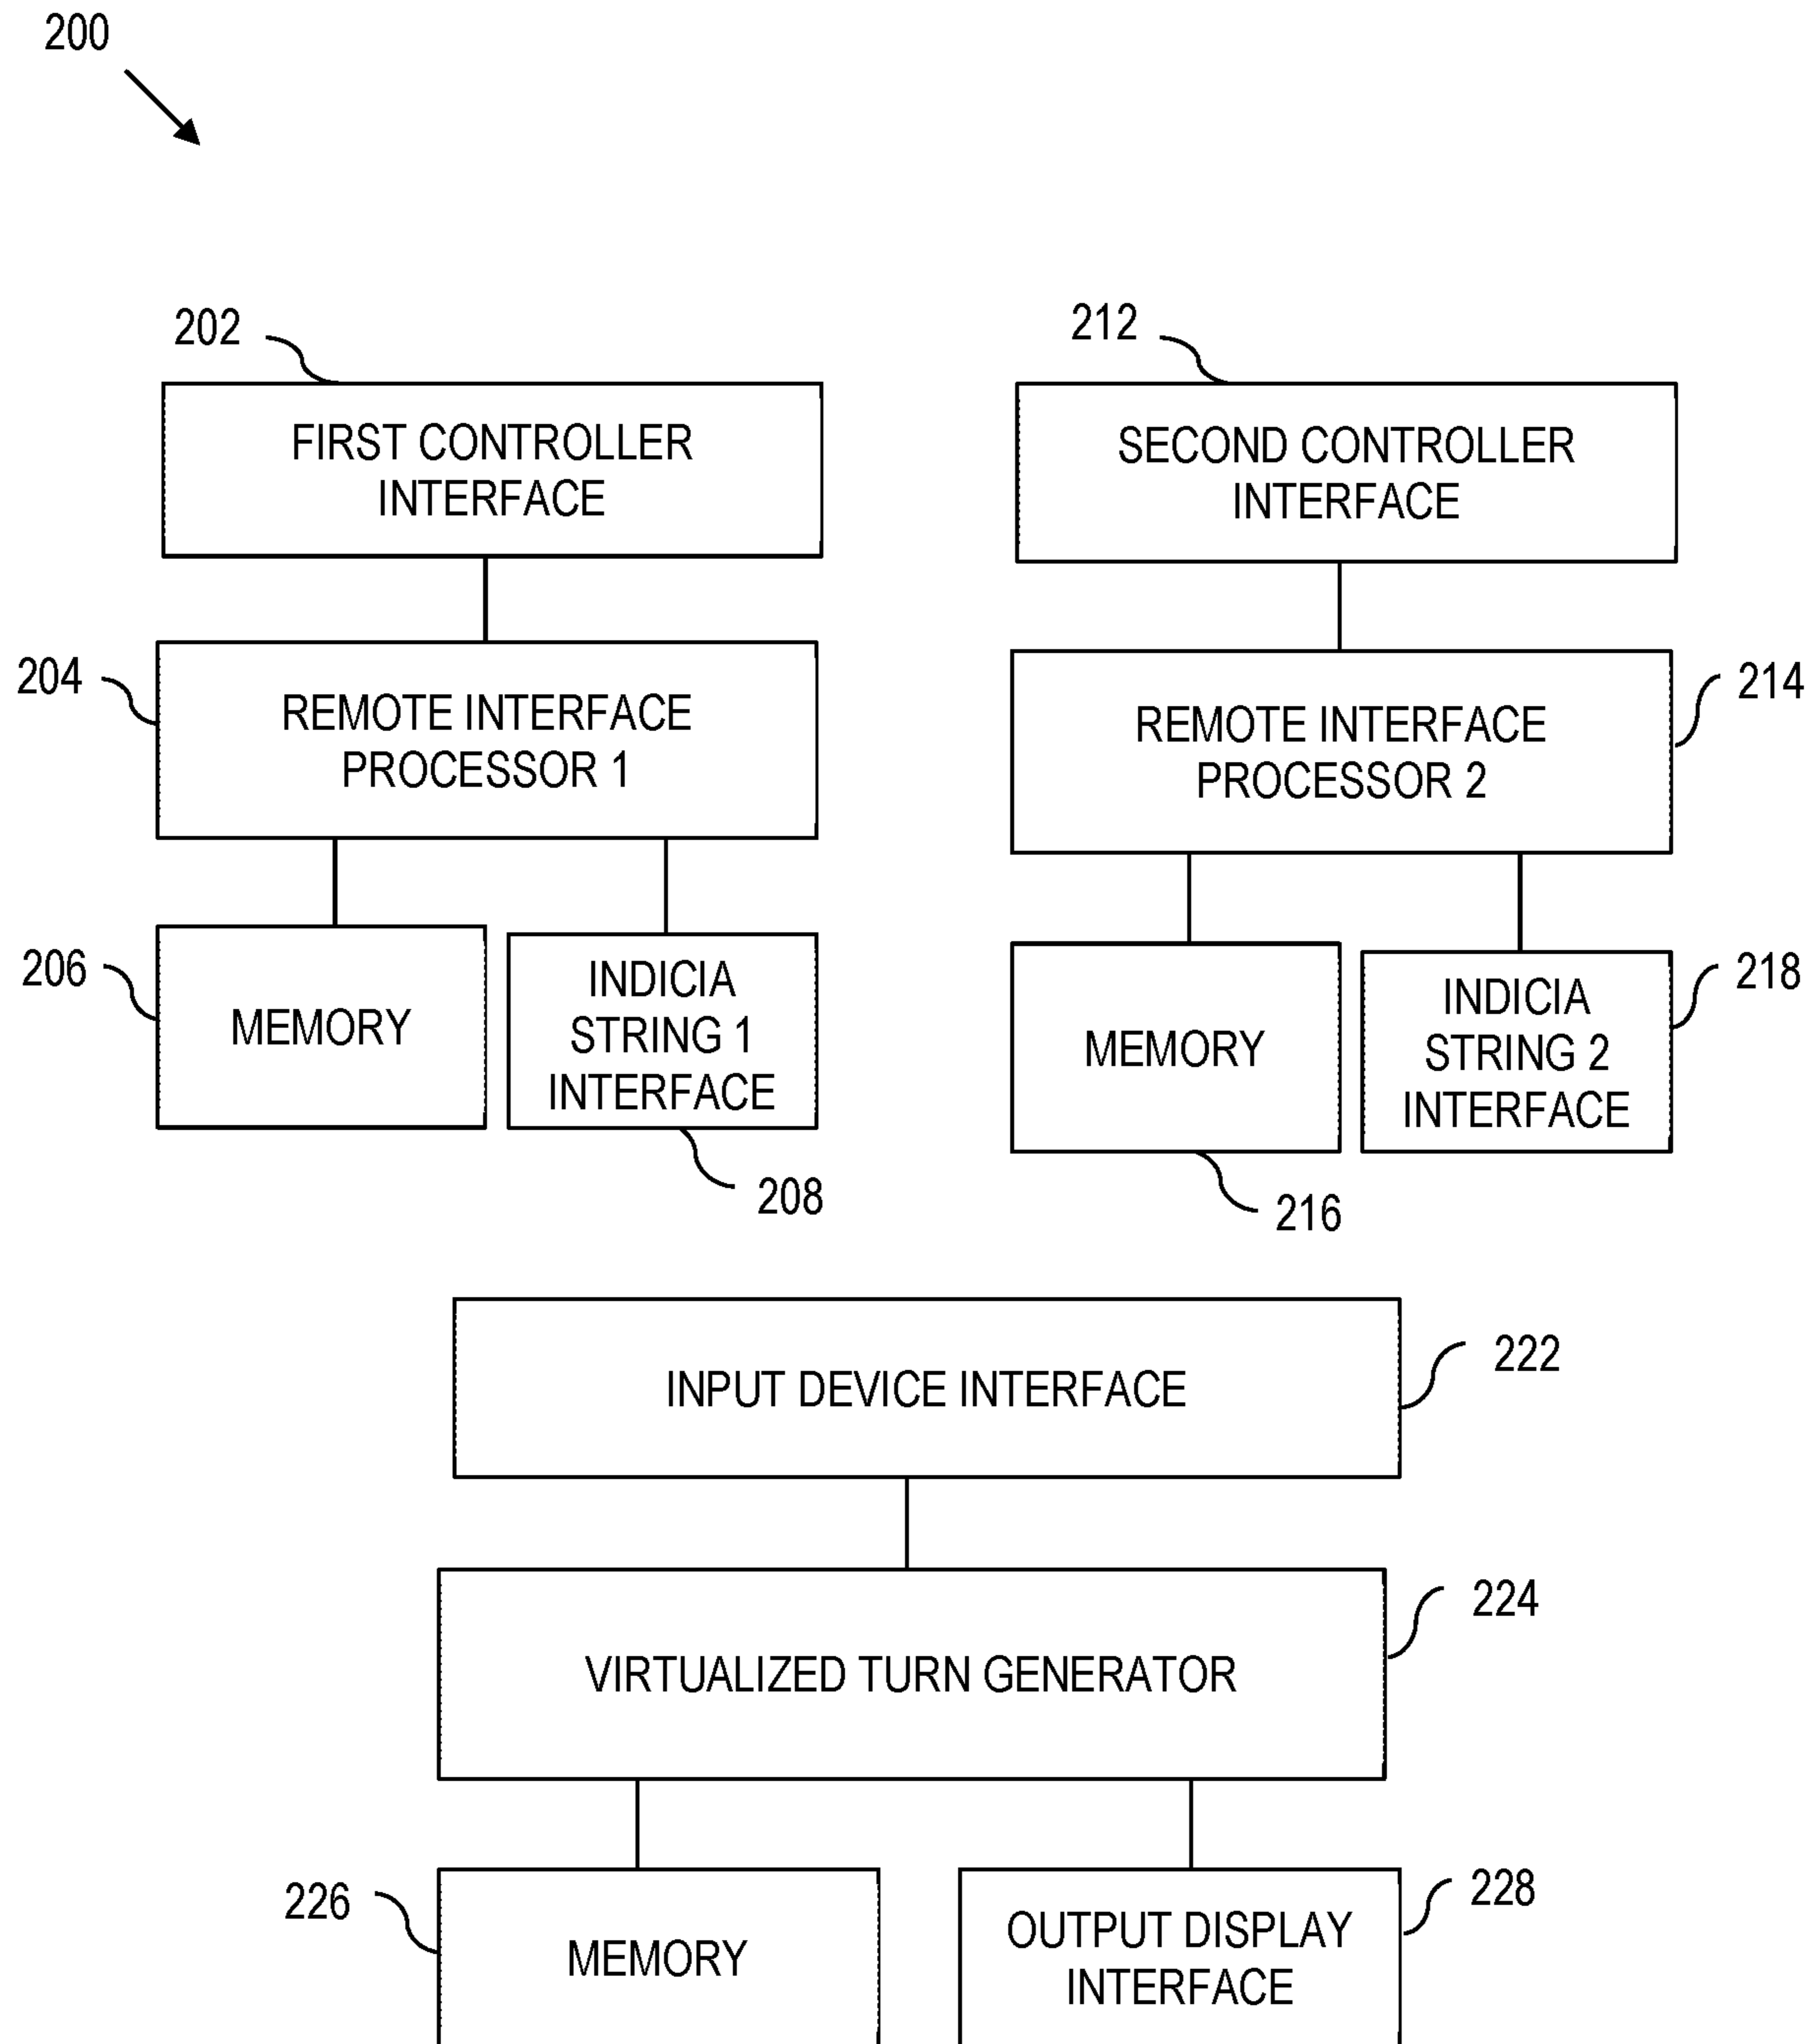 200
202
212
FIRST CONTROLLER
INTERFACE
SECOND CONTROLLER
INTERFACE
204
REMOTE INTERFACE
PROCESSOR 1
214
REMOTE INTERFACE
PROCESSOR 2
206
MEMORY
INDICIA
STRING 1
INTERFACE
208
MEMORY
216
INDICIA
STRING 2
INTERFACE
218
INPUT DEVICE INTERFACE
222
VIRTUALIZED TURN GENERATOR
224
226
MEMORY
OUTPUT DISPLAY
INTERFACE
228